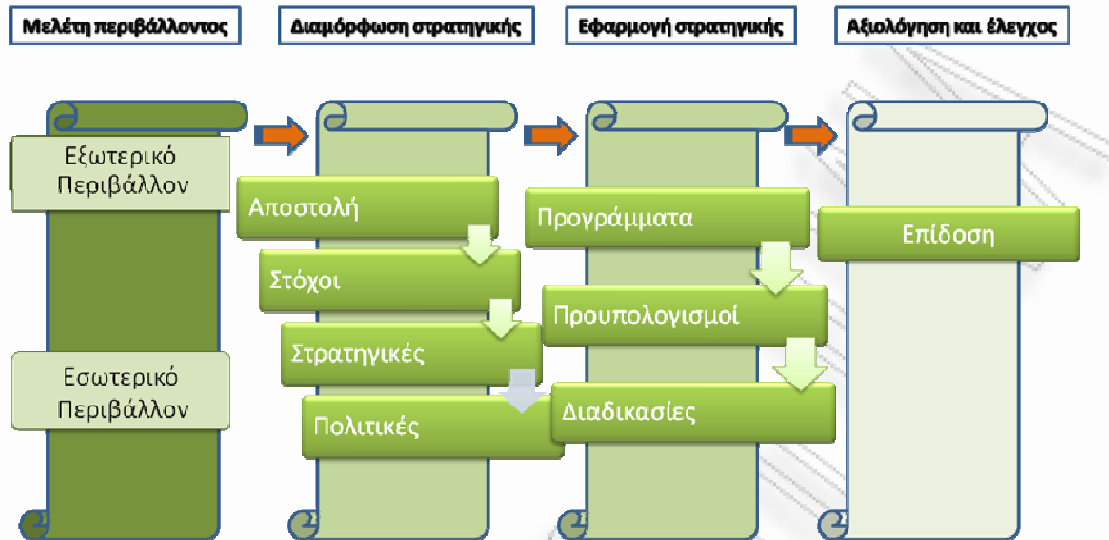 Μελέτη περιβάλλοντος
Διαμόρφωση στρατηγικής
Εφαρμογή στρατηγικής
Αξιολόγηση και έλεγχος
Εξωτερικό
Περιβάλλον
Εσωτερικό
Περιβάλλον
Αποστολή
Στόχοι
Στρατηγικές
Πολιτικές
Προγράμματα
Προυπολογισμοί
Διαδικασίες
Επίδοση